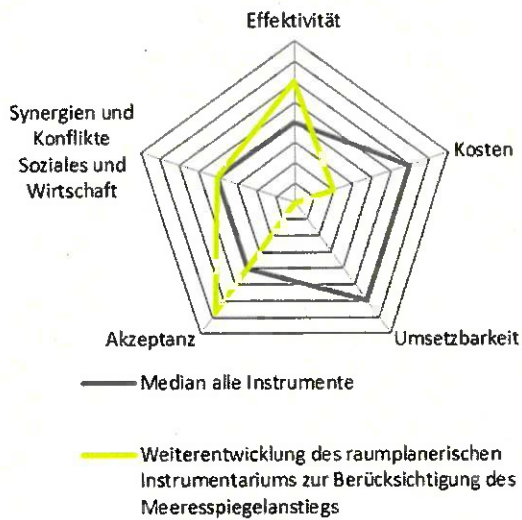 Effektivität
Synergien und
Konflikte
Soziales und
Wirtschaft
Kosten
Akzeptanz
Umsetzbarkeit
Median alle Instrumente
Weiterentwicklung des raumplanerischen
Instrumentariums zur Berücksichtigung des
Meeresspiegelanstiegs